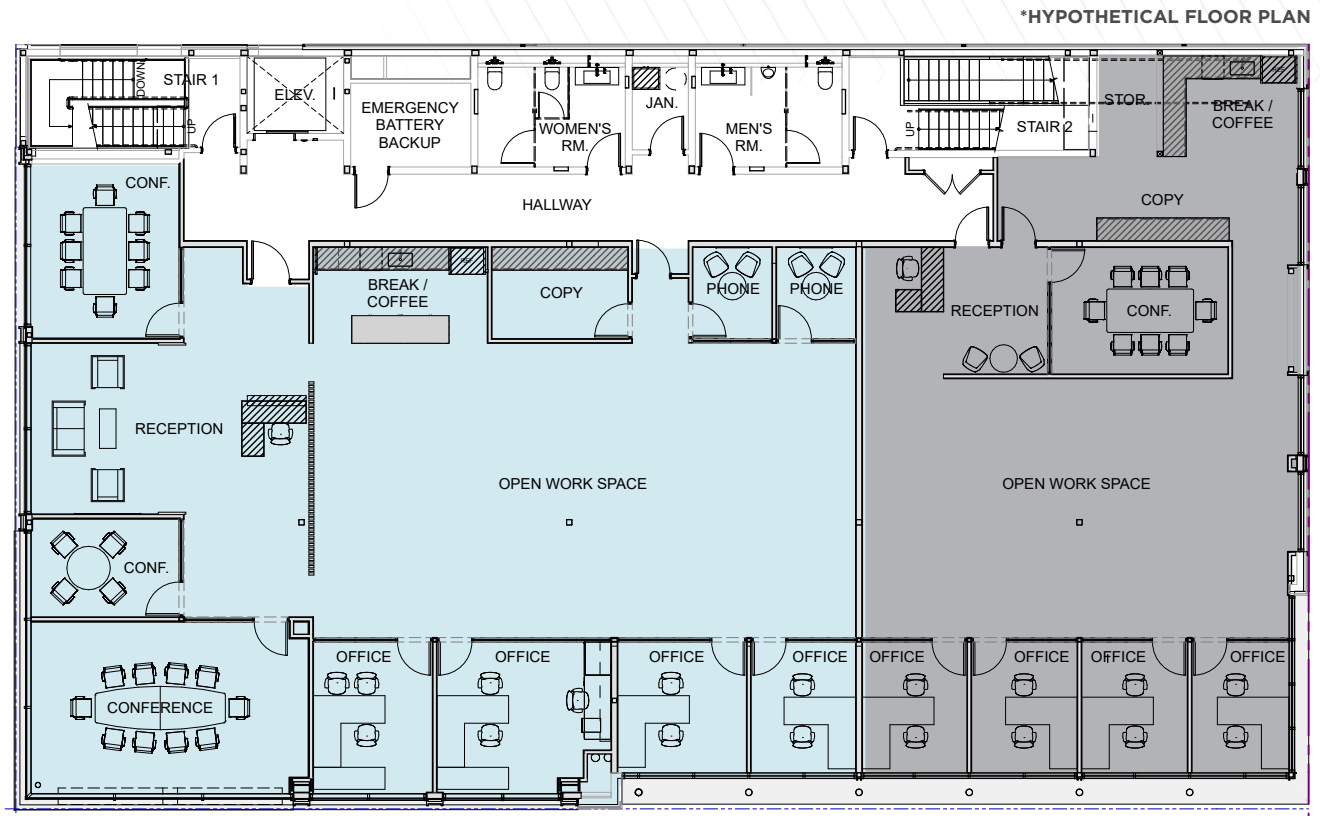 *HYPOTHETICAL FLOOR PLAN
DOWN
STAIR 1
UP
ELEV.
EMERGENCY
BATTERY
BACKUP
WOMEN'S
RM.
JAN.
MEN'S
RM.
UP
STAIR 2
STOR.
REF.
BREAK /
COFFEE
CONF.
HALLWAY
COPY
REF.
BREAK /
COFFEE
COPY
PHONE
PHONE
RECEPTION
CONF.
RECEPTION
OPEN WORK SPACE
OPEN WORK SPACE
CONF.
CONFERENCE
OFFICE
OFFICE
OFFICE
OFFICE
OFFICE
OFFICE
OFFICE
OFFICE